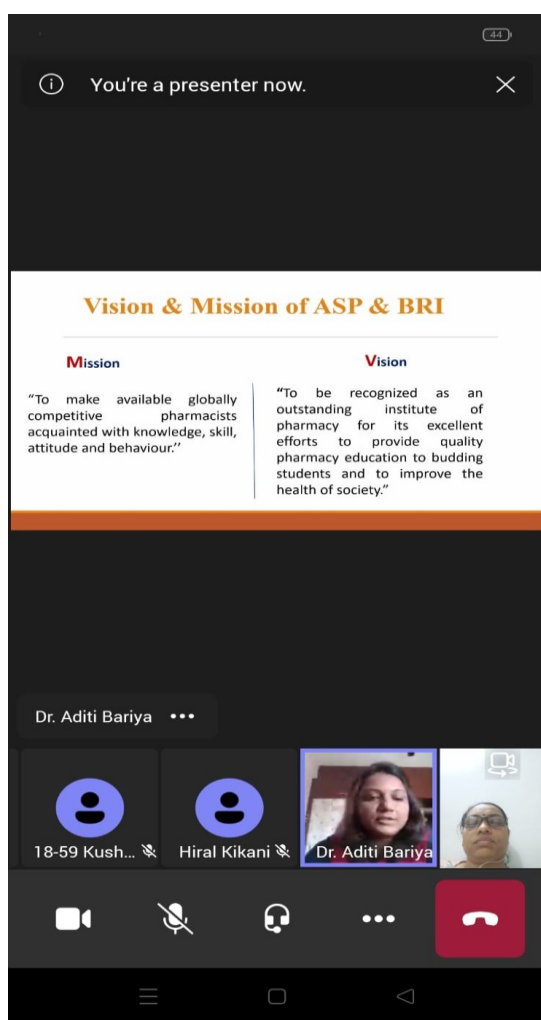 44
You're a presenter now.
Vision & Mission of ASP & BRI
Mission
"To make available globally
competitive pharmacists
acquainted with knowledge, skill,
attitude and behaviour.''
Vision
"To be recognized as an
outstanding institute of
pharmacy for its excellent
efforts to provide quality
pharmacy education to budding
students and to improve the
health of society."
Dr. Aditi Bariya
18-59 Kush...
Hiral Kikani
Dr. Aditi Bariya